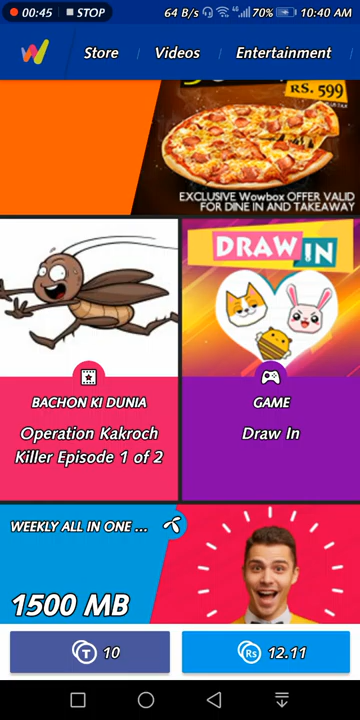 00:45 STOP 64 B/s 4G 70% 10:40 AM
Store Videos Entertainment
RS. 599
EXCLUSIVE Wowbox OFFER VALID
FOR DINE IN AND TAKEAWAY
DRAW IN
BACHON KI DUNIA
Operation Kakroch
Killer Episode 1 of 2
GAME
Draw In
WEEKLY ALL IN ONE ...
1500 MB
T 10
Rs 12.11